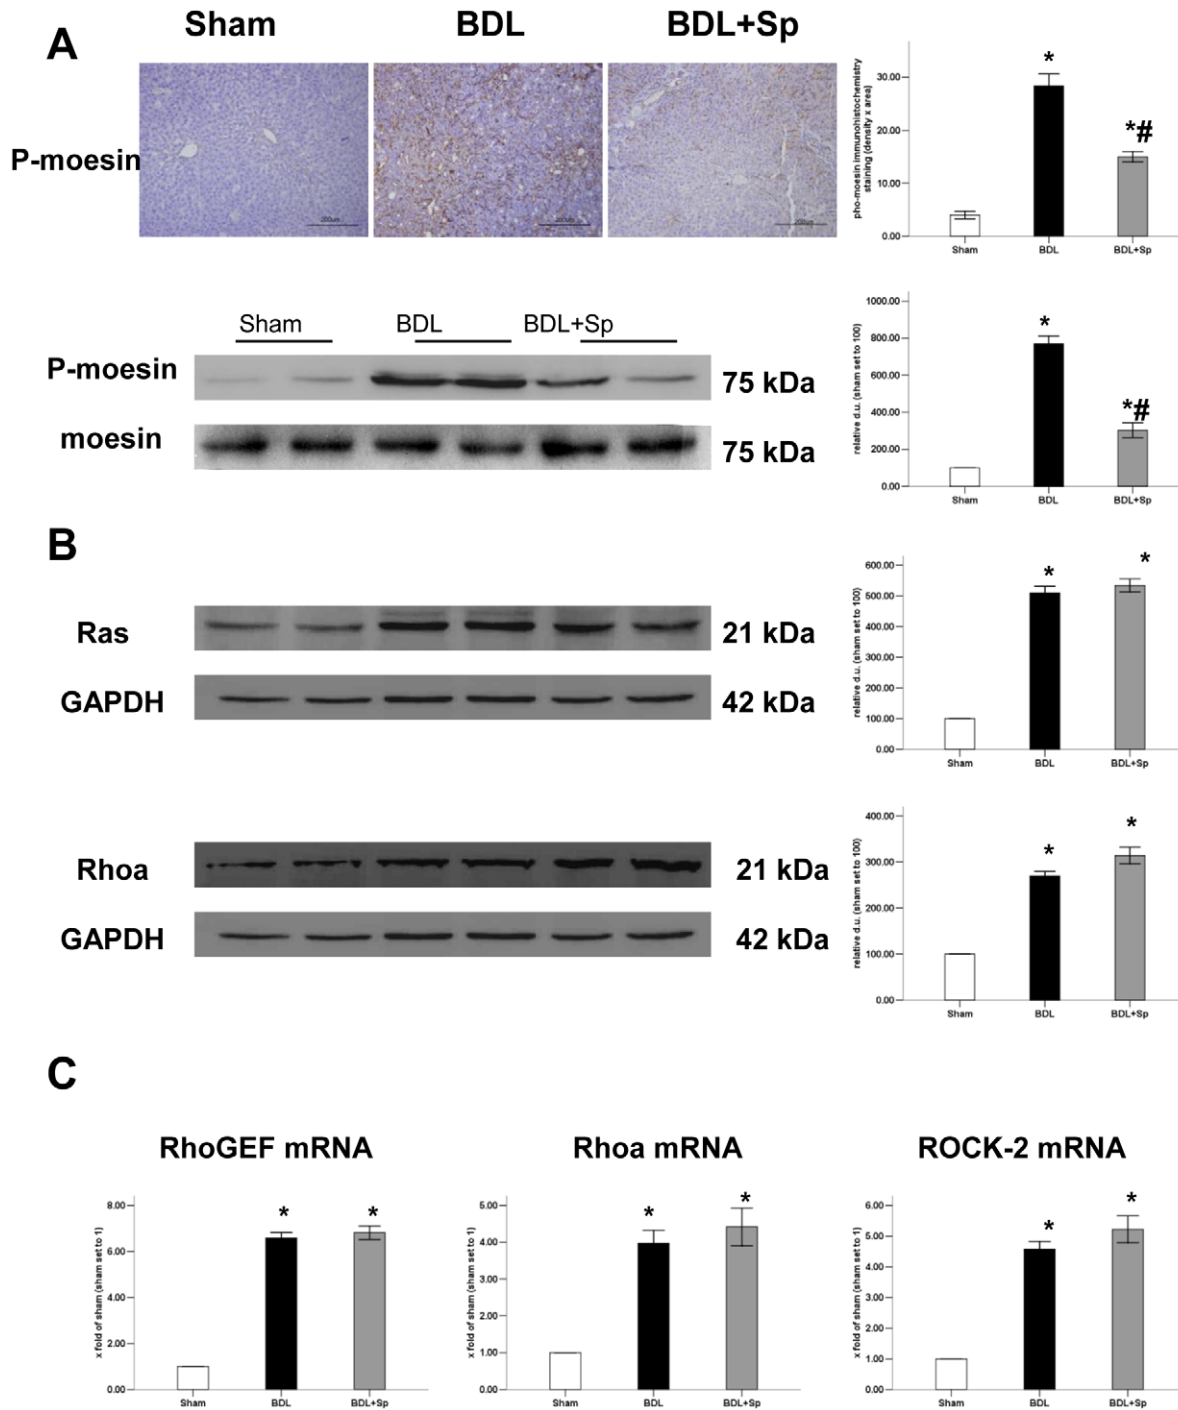 A
Sham
BDL
BDL+Sp
P-moesin
200um
200um
200um
pho-moesin immunohistochemistry
staining (density x area)
30.00
20.00
10.00
0.00
*
*#
Sham
BDL
BDL+Sp
Sham
BDL
BDL+Sp
P-moesin
75 kDa
moesin
75 kDa
relative d.u. (sham set to 100)
1000.00
800.00
600.00
400.00
200.00
0.00
*
*#
Sham
BDL
BDL+Sp
B
Ras
21 kDa
GAPDH
42 kDa
relative d.u. (sham set to 100)
600.00
500.00
400.00
300.00
200.00
100.00
0.00
*
*
Sham
BDL
BDL+Sp
Rhoa
21 kDa
GAPDH
42 kDa
relative d.u. (sham set to 100)
400.00
300.00
200.00
100.00
0.00
*
*
Sham
BDL
BDL+Sp
C
RhoGEF mRNA
x fold of sham (sham set to 1)
8.00
6.00
4.00
2.00
0.00
*
*
Sham
BDL
BDL+Sp
Rhoa mRNA
x fold of sham (sham set to 1)
5.00
4.00
3.00
2.00
1.00
0.00
*
*
Sham
BDL
BDL+Sp
ROCK-2 mRNA
x fold of sham (sham set to 1)
6.00
5.00
4.00
3.00
2.00
1.00
0.00
*
*
Sham
BDL
BDL+Sp